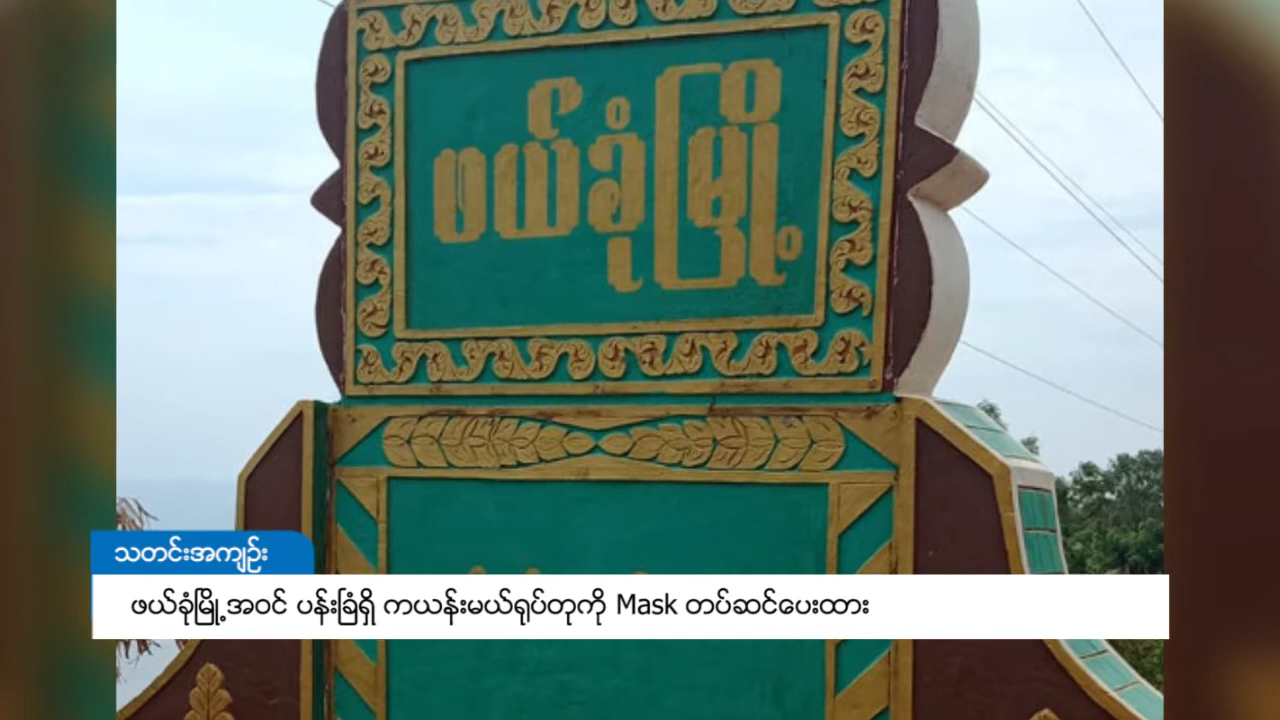 ဖယ်ခုံမြို့
သတင်းအကျဉ်း
ဖယ်ခုံမြို့အဝင် ပန်းခြံရှိ ကယန်းမယ်ရုပ်တုကို Mask တပ်ဆင်ပေးထား